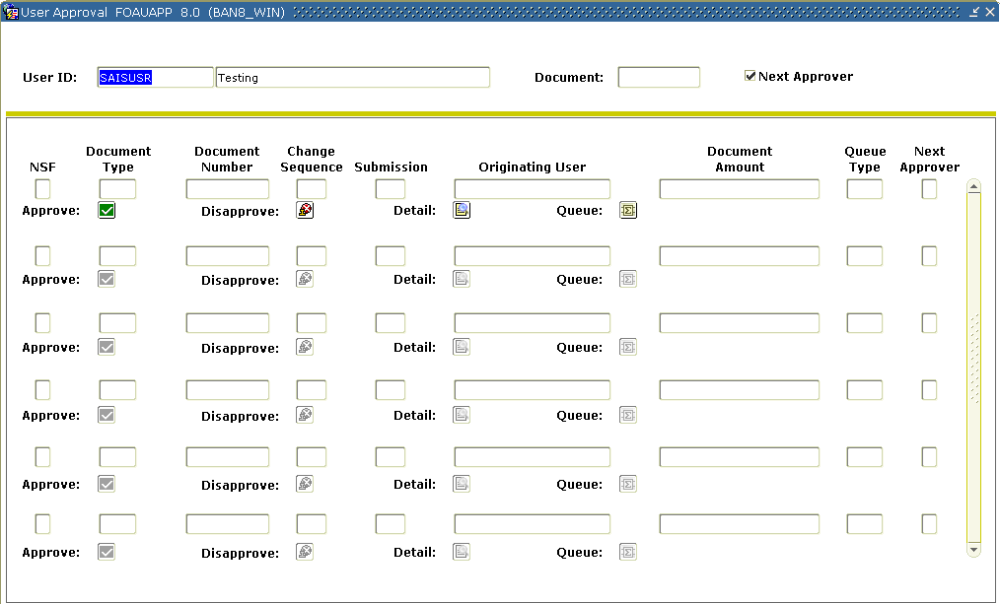 User Approval FOAUAPP 8.0 (BAN8_WIN)
User ID: SAISUSR Testing Document: Next Approver
NSF Document Type Document Number Change Sequence Submission Originating User Document Amount Queue Type Next Approver
Approve: Disapprove: Detail: Queue:
Approve: Disapprove: Detail: Queue:
Approve: Disapprove: Detail: Queue:
Approve: Disapprove: Detail: Queue:
Approve: Disapprove: Detail: Queue:
Approve: Disapprove: Detail: Queue: